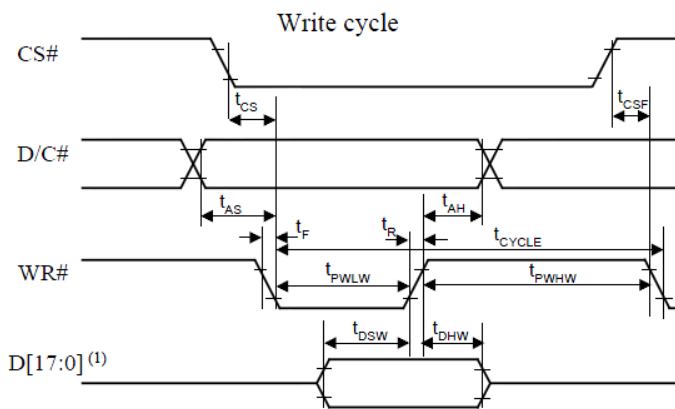 Write cycle
CS#
tCS
tCSF
D/C#
tAS
tAH
tF
tR
tCYCLE
WR#
tPWLW
tPWHW
tDSW
tDHW
D[17:0] (1)